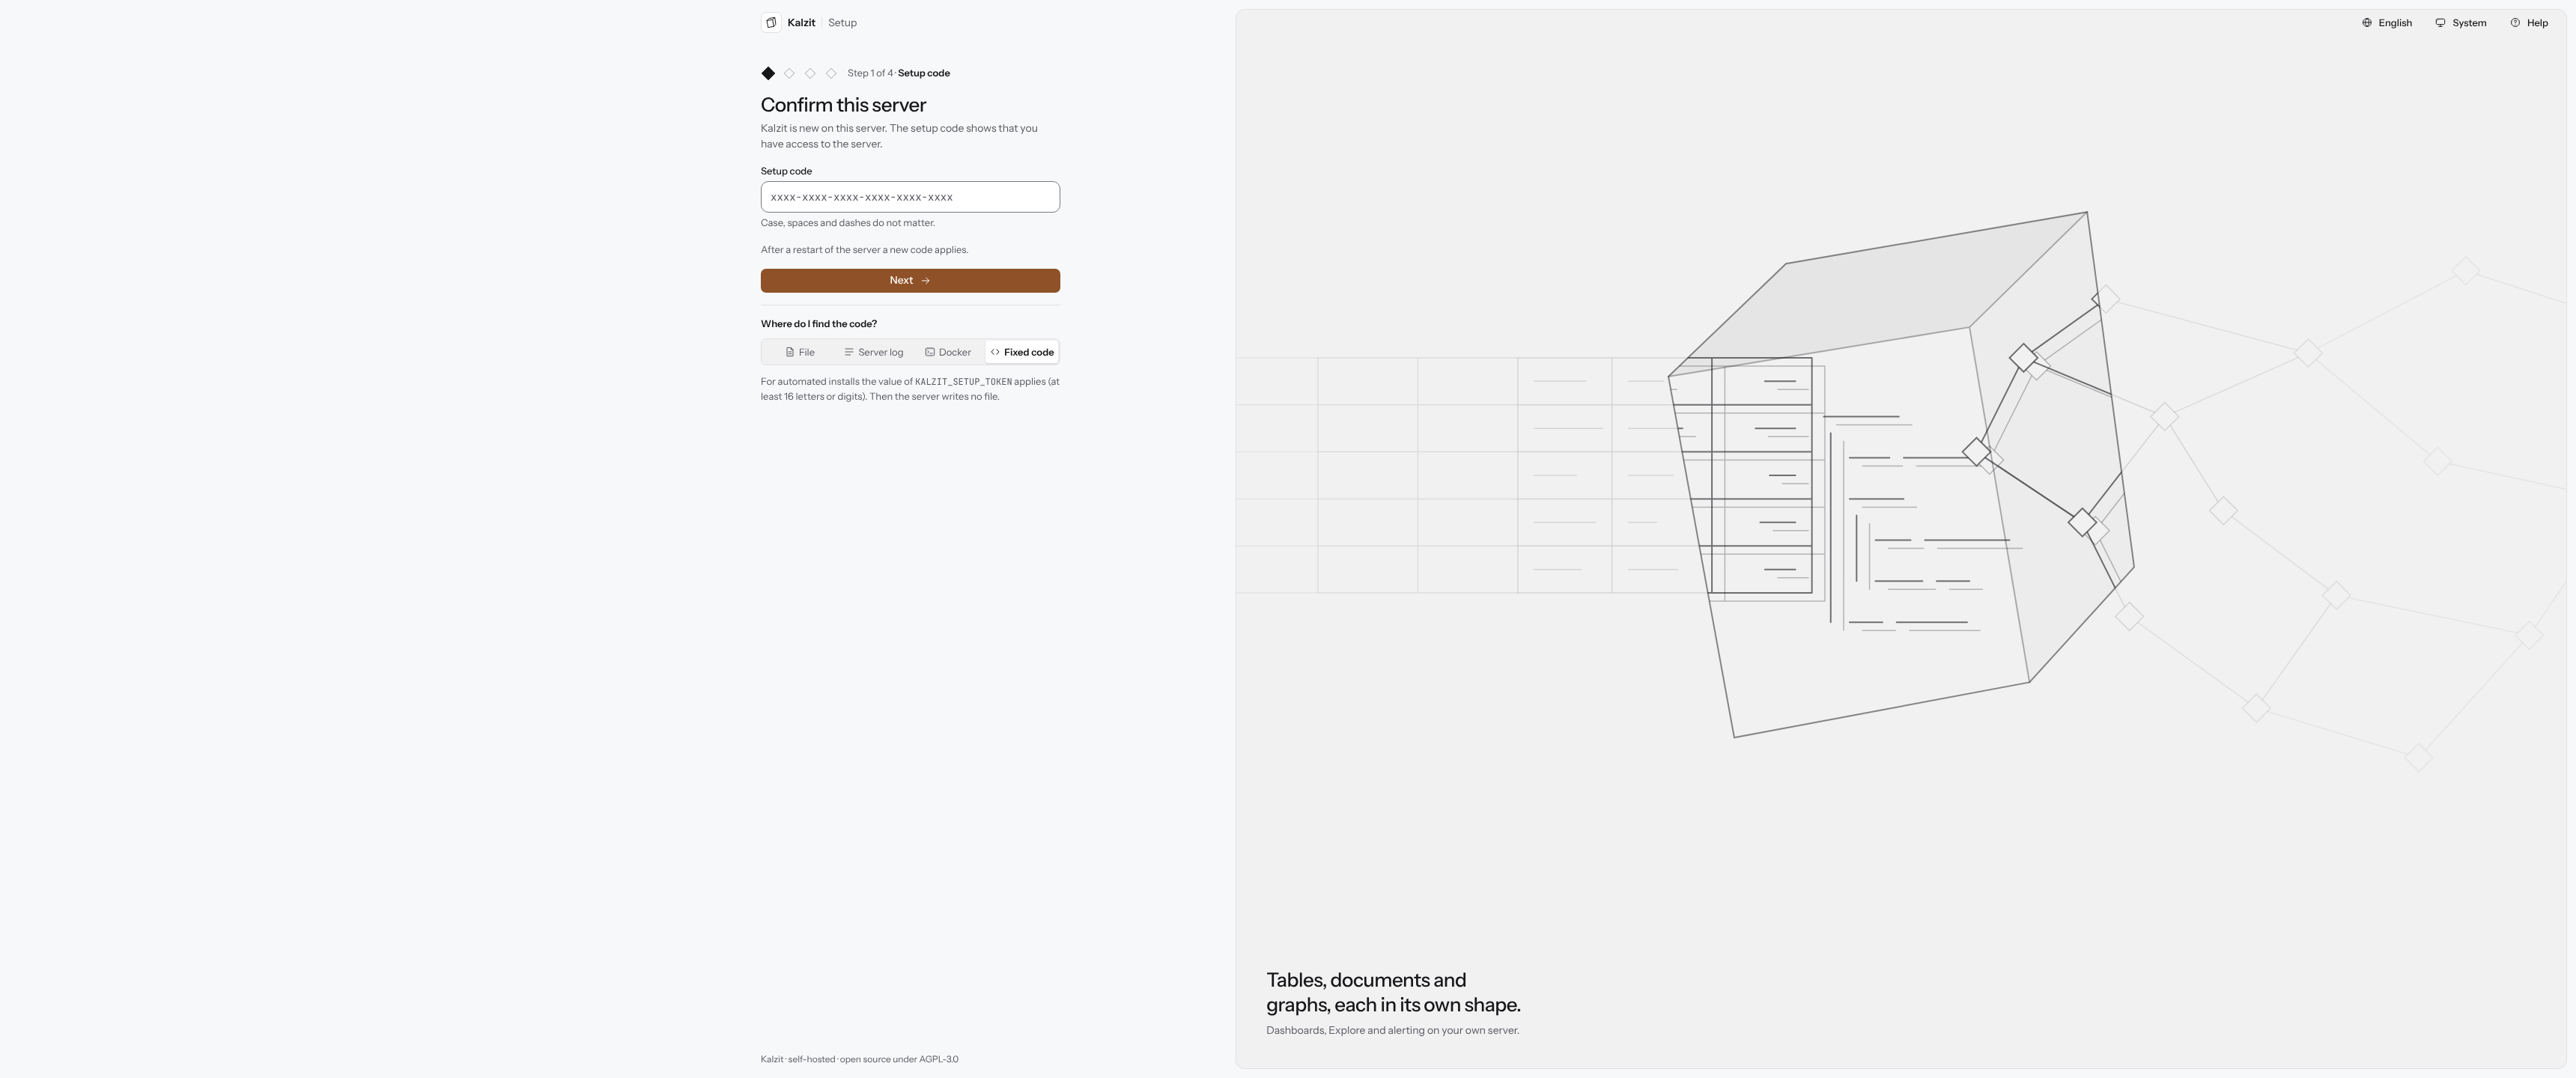 Kalzit Setup
English System Help
Step 1 of 4 · Setup code
Confirm this server
Kalzit is new on this server. The setup code shows that you
have access to the server.
Setup code
xxxx-xxxx-xxxx-xxxx-xxxx-xxxx
Case, spaces and dashes do not matter.
After a restart of the server a new code applies.
Next →
Where do I find the code?
File Server log Docker Fixed code
For automated installs the value of KALZIT_SETUP_TOKEN applies (at
least 16 letters or digits). Then the server writes no file.
Kalzit · self-hosted · open source under AGPL-3.0
Tables, documents and
graphs, each in its own shape.
Dashboards, Explore and alerting on your own server.